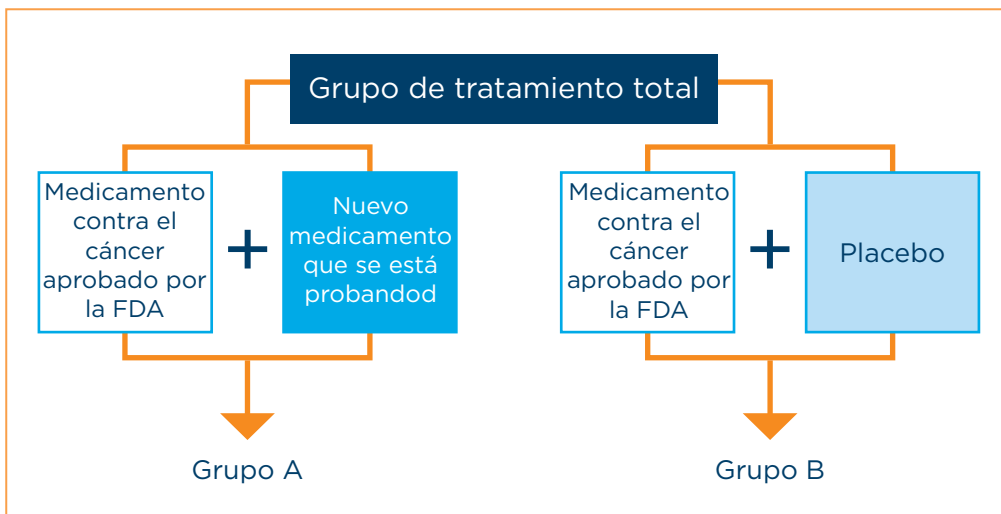 Grupo de tratamiento total
Medicamento
contra el
cáncer
aprobado por
la FDA
+
Nuevo
medicamento
que se está
probandod
Medicamento
contra el
cáncer
aprobado por
la FDA
+
Placebo
Grupo A
Grupo B